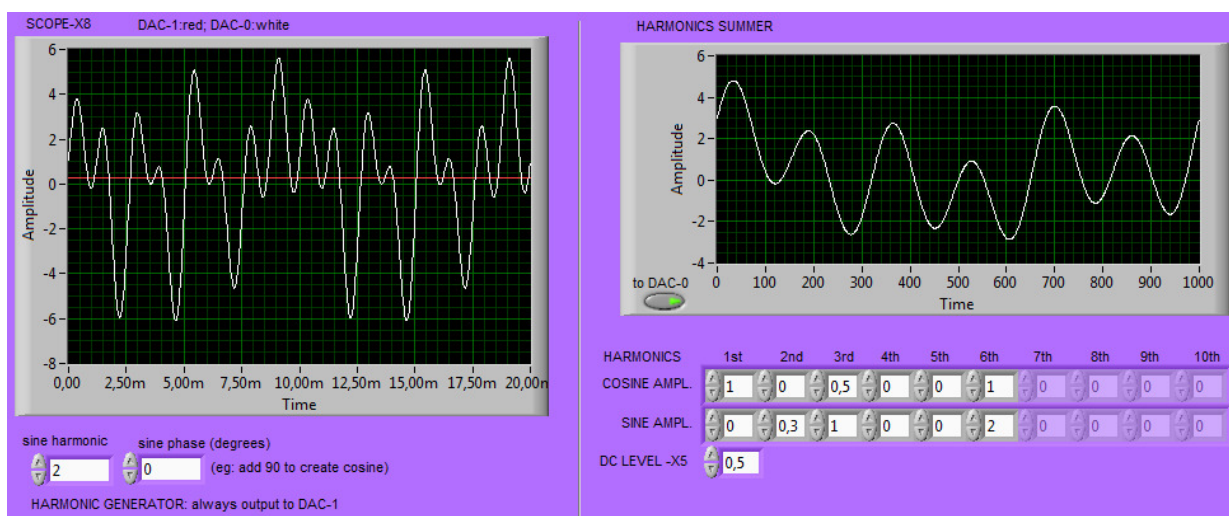 SCOPE-X8 DAC-1:red; DAC-0:white
6
4
2
0
-2
-4
-6
-8
Amplitude
0,00 2,50m 5,00m 7,50m 10,00m 12,50m 15,00m 17,50m 20,00m
Time
sine harmonic sine phase (degrees)
2 0 (eg: add 90 to create cosine)
HARMONIC GENERATOR: always output to DAC-1
HARMONICS SUMMER
6
4
2
0
-2
-4
Amplitude
to DAC-0
0 100 200 300 400 500 600 700 800 900 1000
Time
HARMONICS 1st 2nd 3rd 4th 5th 6th 7th 8th 9th 10th
COSINE AMPL. 1 0 0,5 0 0 1 0 0 0 0
SINE AMPL. 0 0,3 1 0 0 2 0 0 0 0
DC LEVEL -X5 0,5